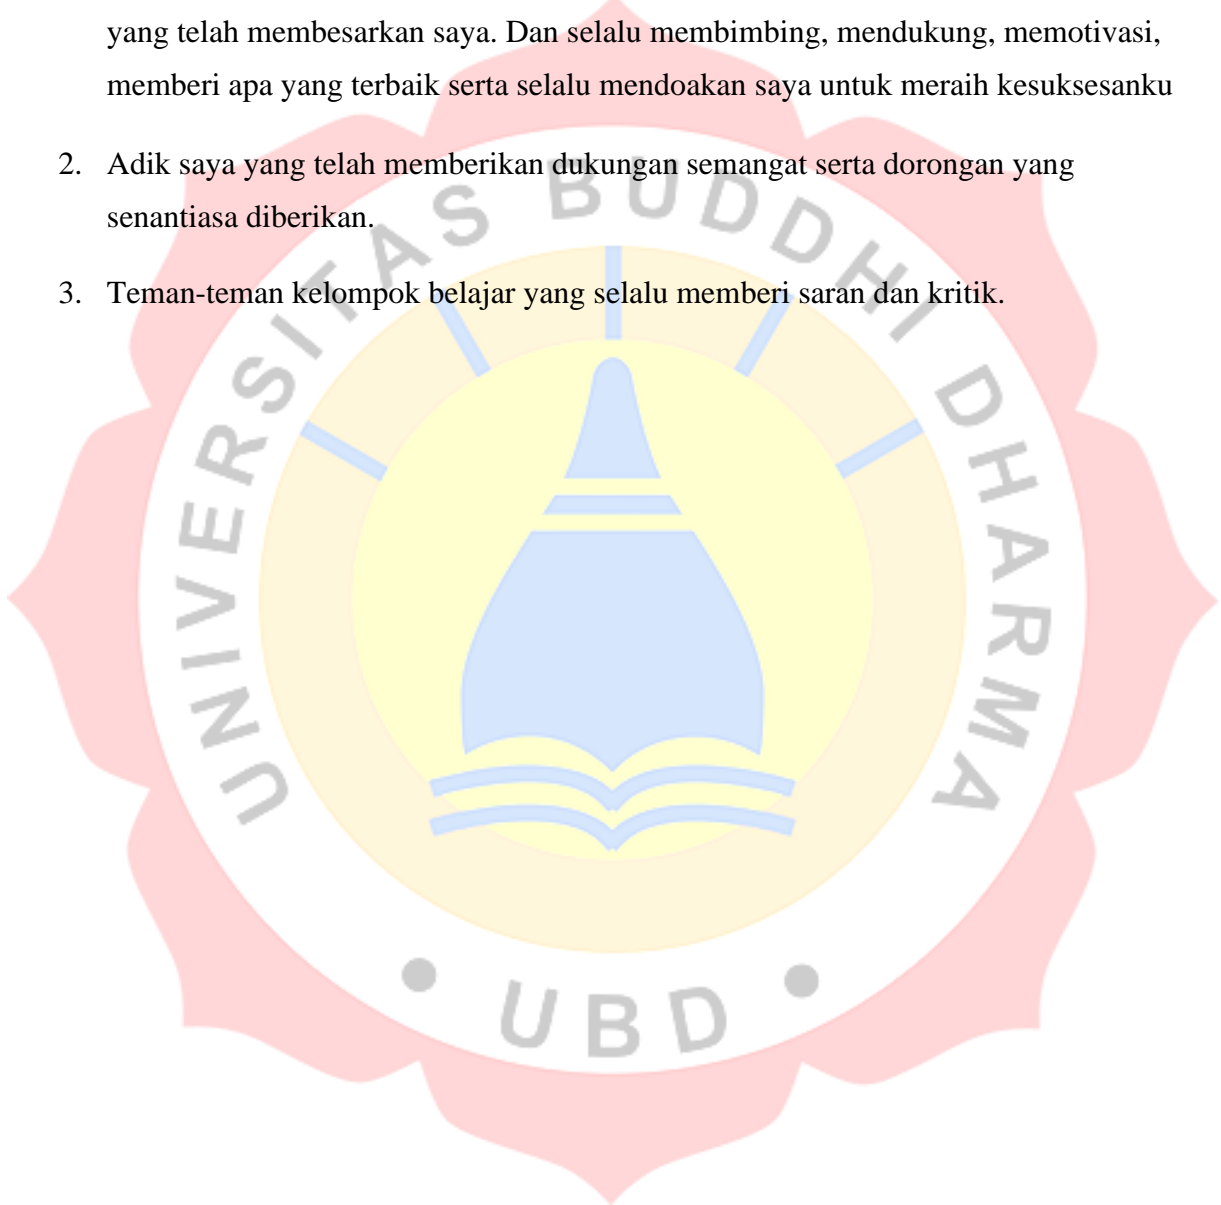 yang telah membesarkan saya. Dan selalu membimbing, mendukung, memotivasi,
memberi apa yang terbaik serta selalu mendoakan saya untuk meraih kesuksesanku
2. Adik saya yang telah memberikan dukungan semangat serta dorongan yang
senantiasa diberikan.
3. Teman-teman kelompok belajar yang selalu memberi saran dan kritik.
UNIVERSITAS BUDDHI DHARMA
• UBD •